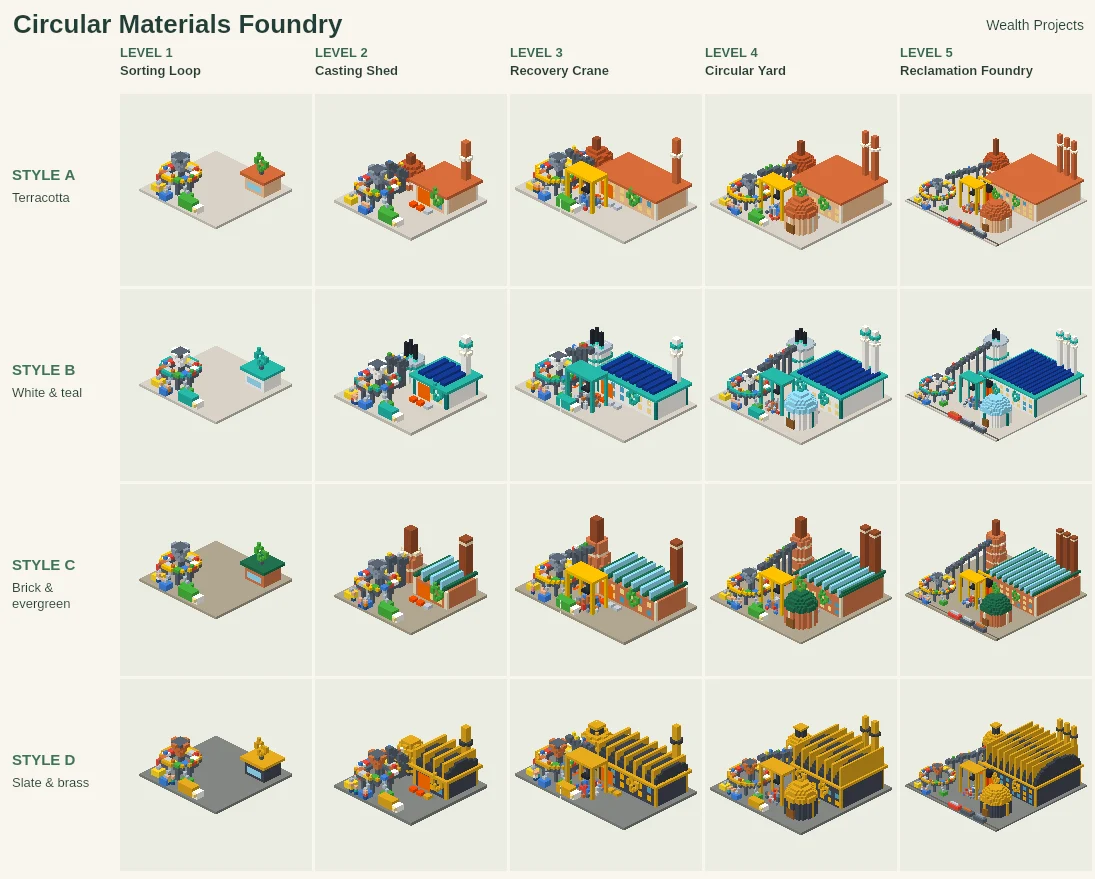 Circular Materials Foundry
Wealth Projects
LEVEL 1
Sorting Loop
LEVEL 2
Casting Shed
LEVEL 3
Recovery Crane
LEVEL 4
Circular Yard
LEVEL 5
Reclamation Foundry
STYLE A
Terracotta
STYLE B
White & teal
STYLE C
Brick &
evergreen
STYLE D
Slate & brass